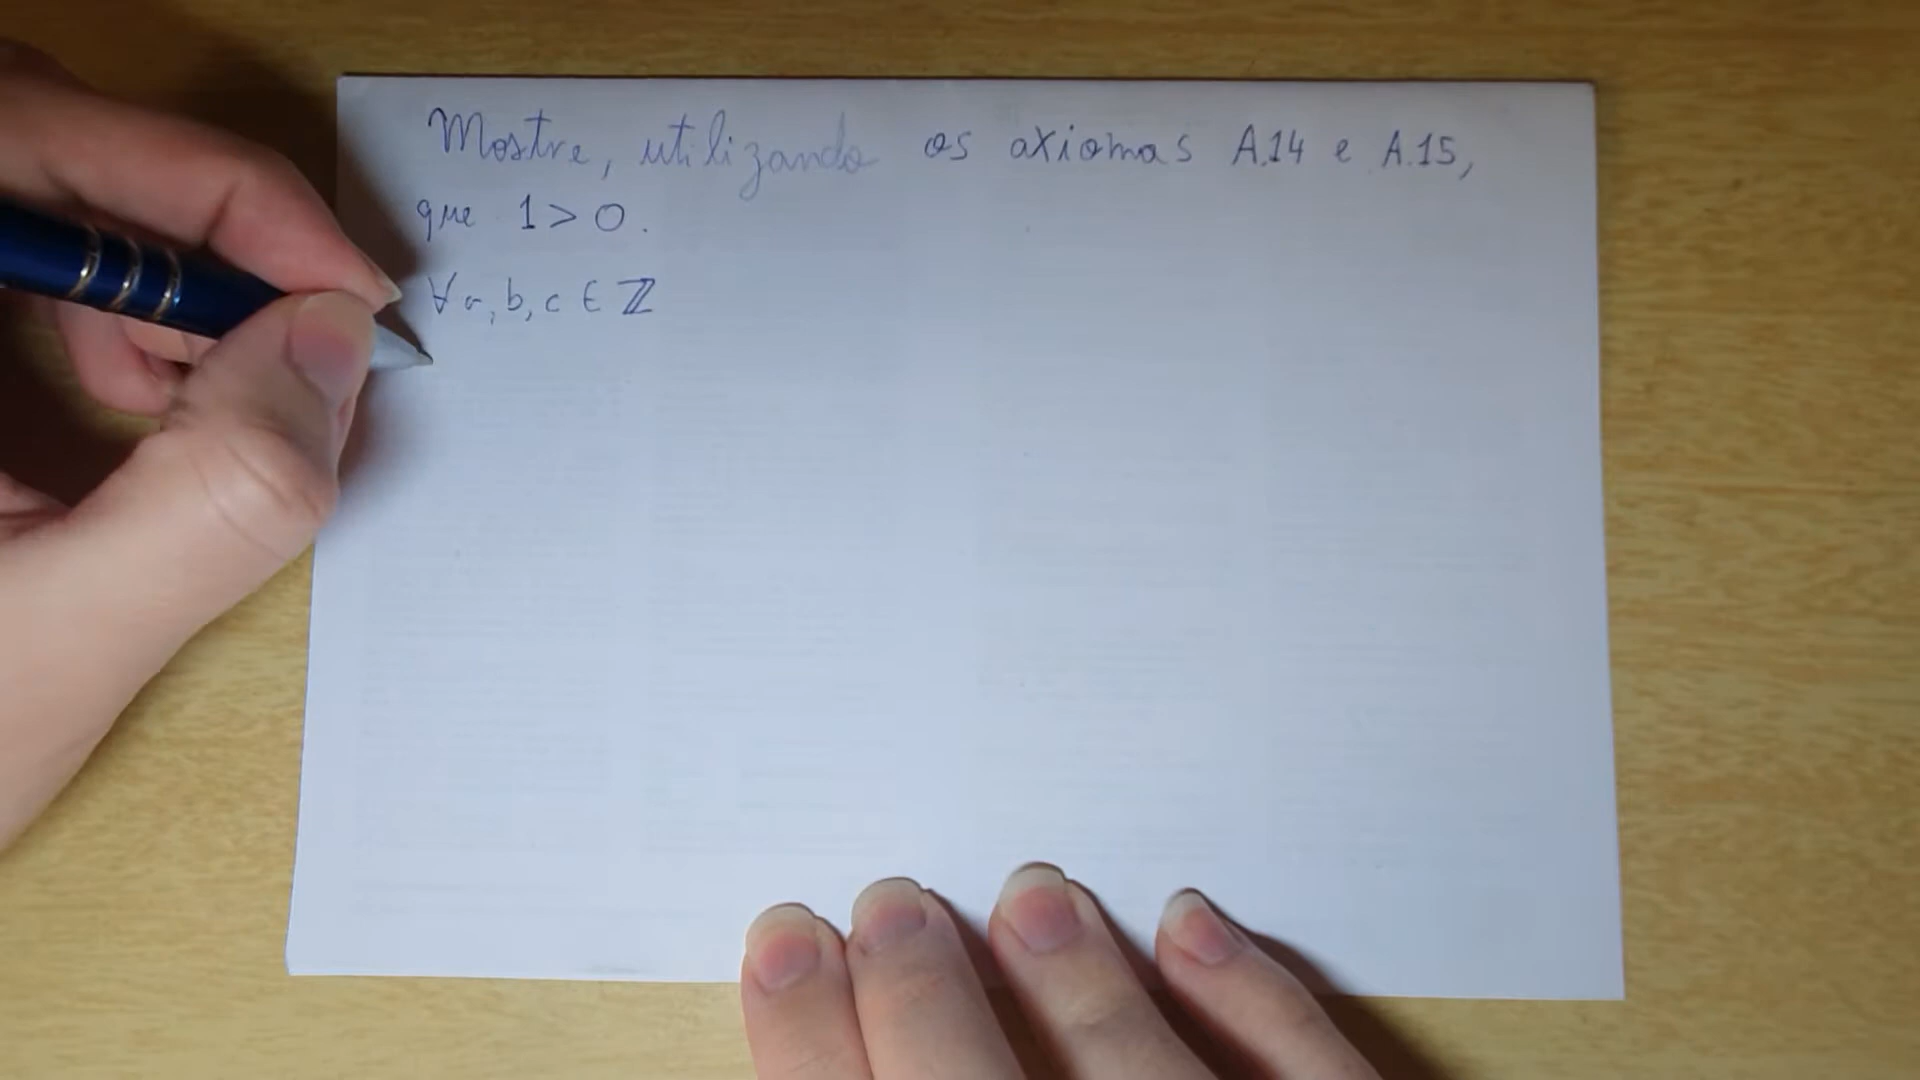 Mostre, utilizando os axiomas A.14 e A.15,
que 1 > 0.
∀ a, b, c ∈ ℤ